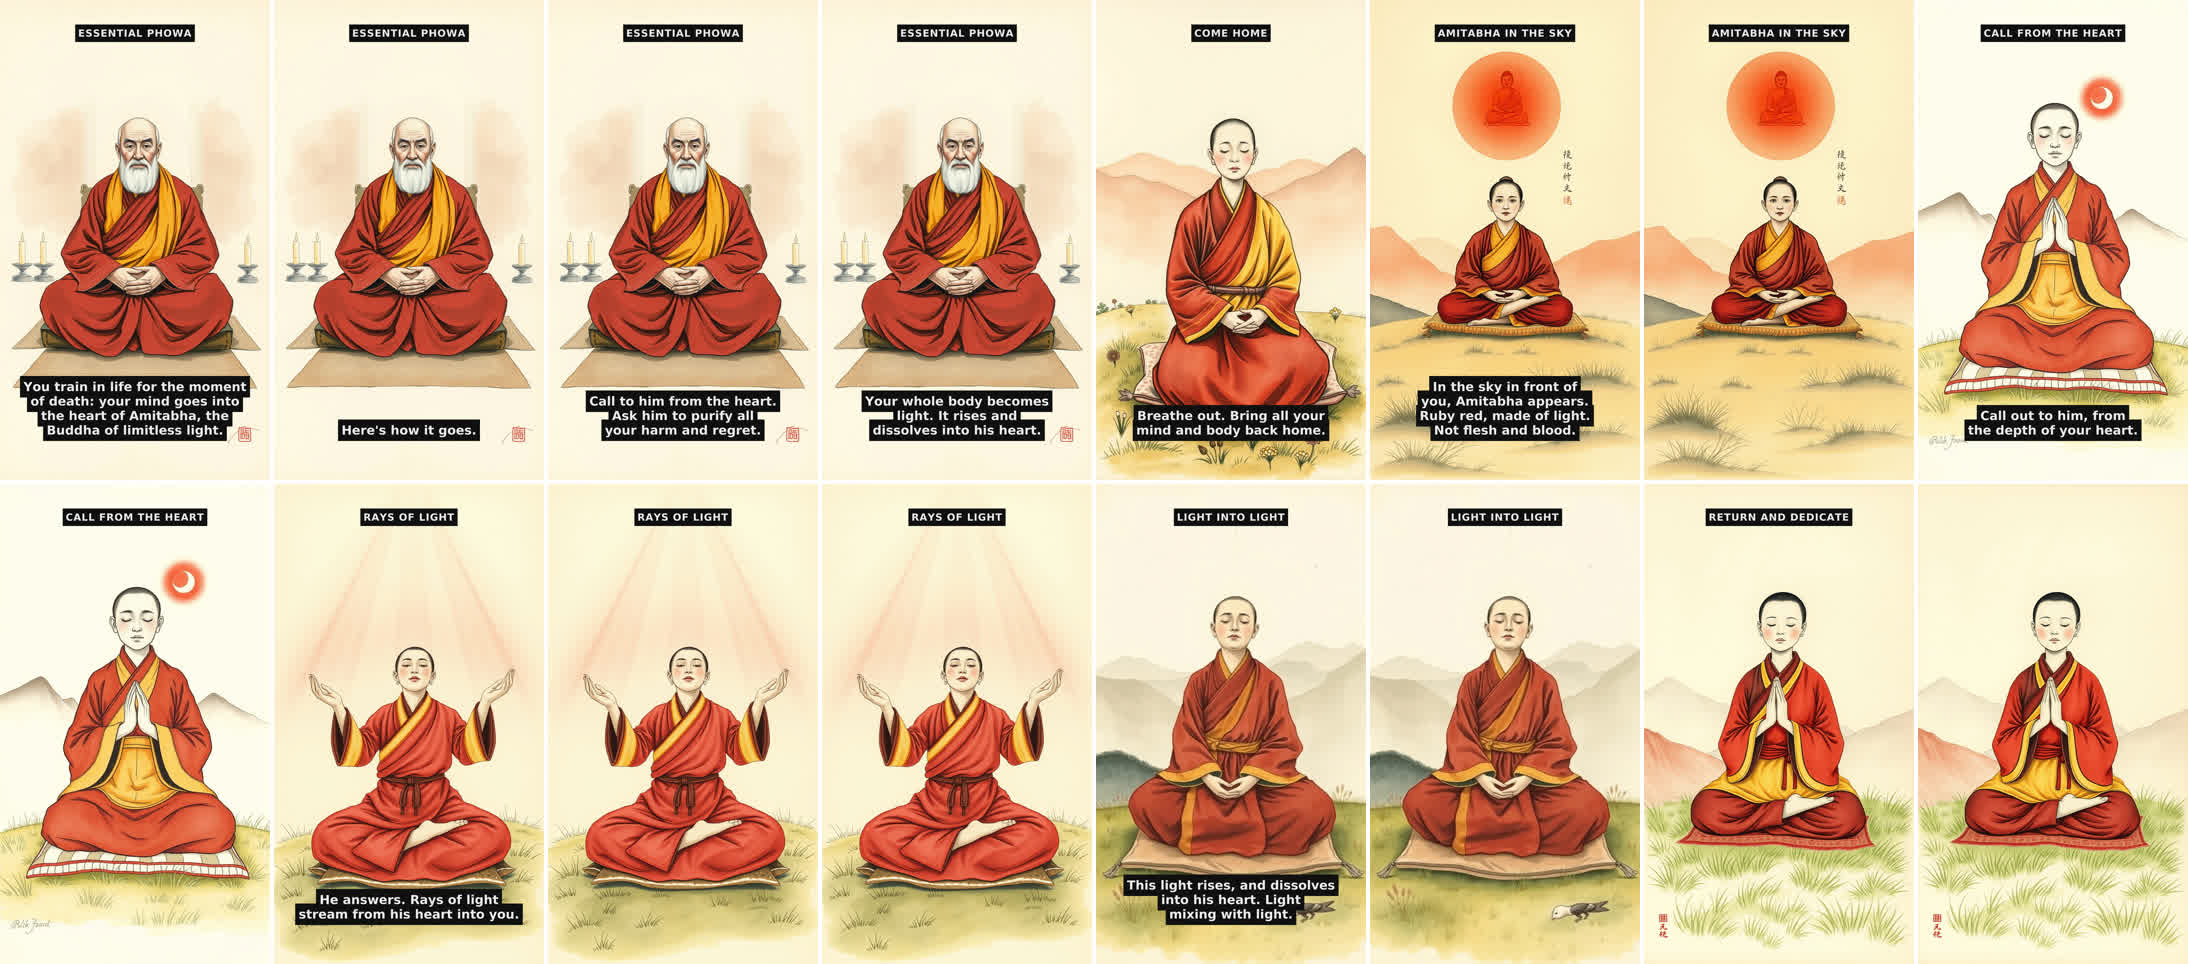 ESSENTIAL PHOWA
You train in life for the moment
of death: your mind goes into
the heart of Amitabha, the
Buddha of limitless light.
ESSENTIAL PHOWA
Here's how it goes.
ESSENTIAL PHOWA
Call to him from the heart.
Ask him to purify all
your harm and regret.
ESSENTIAL PHOWA
Your whole body becomes
light. It rises and
dissolves into his heart.
COME HOME
Breathe out. Bring all your
mind and body back home.
AMITABHA IN THE SKY
In the sky in front of
you, Amitabha appears.
Ruby red, made of light.
Not flesh and blood.
AMITABHA IN THE SKY
CALL FROM THE HEART
Call out to him, from
the depth of your heart.
CALL FROM THE HEART
RAYS OF LIGHT
He answers. Rays of light
stream from his heart into you.
RAYS OF LIGHT
RAYS OF LIGHT
LIGHT INTO LIGHT
This light rises, and dissolves
into his heart. Light
mixing with light.
LIGHT INTO LIGHT
RETURN AND DEDICATE